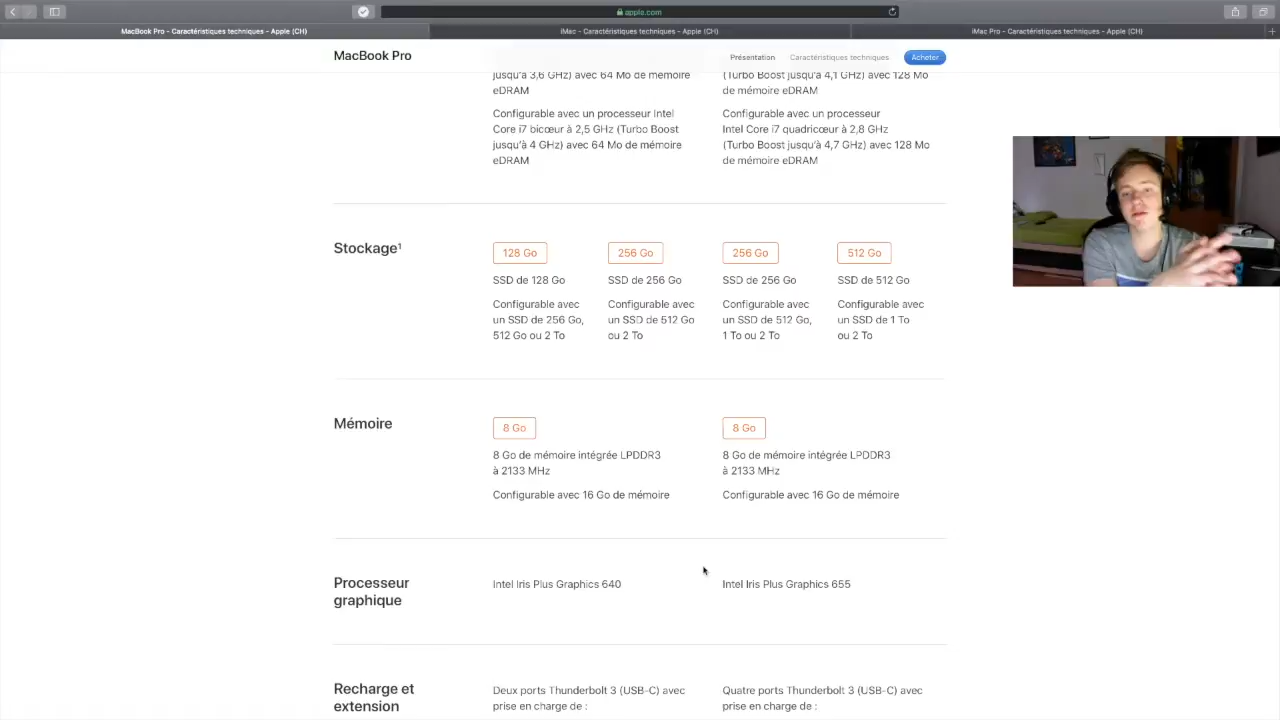 apple.com
MacBook Pro - Caractéristiques techniques - Apple (CH)
iMac - Caractéristiques techniques - Apple (CH)
iMac Pro - Caractéristiques techniques - Apple (CH)
MacBook Pro
Présentation
Caractéristiques techniques
Acheter
jusqu'à 3,6 GHz) avec 64 Mo de mémoire
eDRAM
Configurable avec un processeur Intel
Core i7 bicœur à 2,5 GHz (Turbo Boost
jusqu'à 4 GHz) avec 64 Mo de mémoire
eDRAM
(Turbo Boost jusqu'à 4,1 GHz) avec 128 Mo
de mémoire eDRAM
Configurable avec un processeur
Intel Core i7 quadricœur à 2,8 GHz
(Turbo Boost jusqu'à 4,7 GHz) avec 128 Mo
de mémoire eDRAM
Stockage¹
128 Go
SSD de 128 Go
Configurable avec
un SSD de 256 Go,
512 Go ou 2 To
256 Go
SSD de 256 Go
Configurable avec
un SSD de 512 Go
ou 2 To
256 Go
SSD de 256 Go
Configurable avec
un SSD de 512 Go,
1 To ou 2 To
512 Go
SSD de 512 Go
Configurable avec
un SSD de 1 To
ou 2 To
Mémoire
8 Go
8 Go de mémoire intégrée LPDDR3
à 2133 MHz
Configurable avec 16 Go de mémoire
8 Go
8 Go de mémoire intégrée LPDDR3
à 2133 MHz
Configurable avec 16 Go de mémoire
Processeur
graphique
Intel Iris Plus Graphics 640
Intel Iris Plus Graphics 655
Recharge et
extension
Deux ports Thunderbolt 3 (USB-C) avec
prise en charge de :
Quatre ports Thunderbolt 3 (USB-C) avec
prise en charge de :